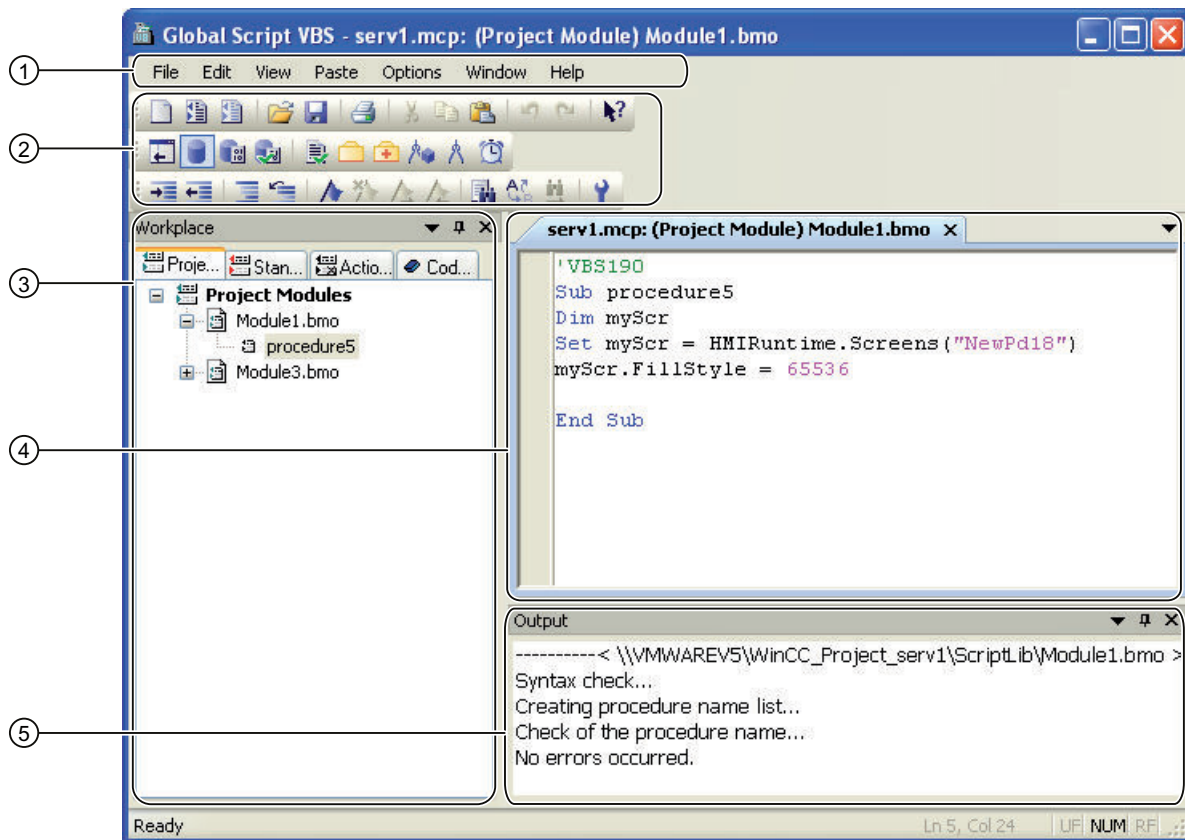 Global Script VBS - serv1.mcp: (Project Module) Module1.bmo
1
File Edit View Paste Options Window Help
2
Workplace
Proje... Stan... Actio... Cod...
3
Project Modules
Module1.bmo
procedure5
Module3.bmo
serv1.mcp: (Project Module) Module1.bmo
'VBS190
Sub procedure5
Dim myScr
Set myScr = HMIRuntime.Screens("NewPd18")
myScr.FillStyle = 65536
End Sub
4
Output
----------< \\VMWAREV5\WinCC_Project_serv1\ScriptLib\Module1.bmo >
Syntax check...
Creating procedure name list...
Check of the procedure name...
No errors occurred.
5
Ready Ln 5, Col 24 UF NUM RF